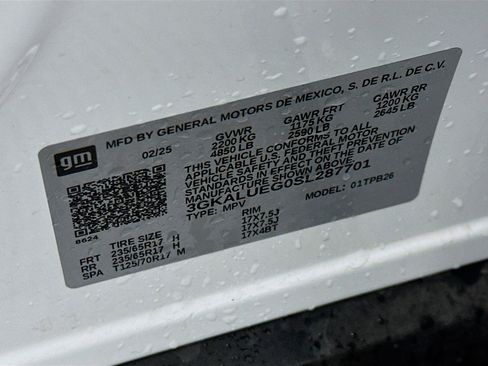 gm
MFD BY GENERAL MOTORS DE MEXICO, S. DE R.L. DE C.V.
02/25 GVWR GAWR FRT GAWR RR
2200 KG 1175 KG 1200 KG
4850 LB 2590 LB 2645 LB
THIS VEHICLE CONFORMS TO ALL
APPLICABLE U.S. FEDERAL MOTOR
VEHICLE SAFETY AND THEFT PREVENTION
STANDARDS IN EFFECT ON THE DATE OF
MANUFACTURE SHOWN ABOVE.
3GKALUEG0SL287701
TYPE: MPV MODEL: 01TPB26
8624
TIRE SIZE RIM
FRT 235/65R17 H 17X7.5J
RR 235/65R17 H 17X7.5J
SPA T125/70R17 M 17X4BT